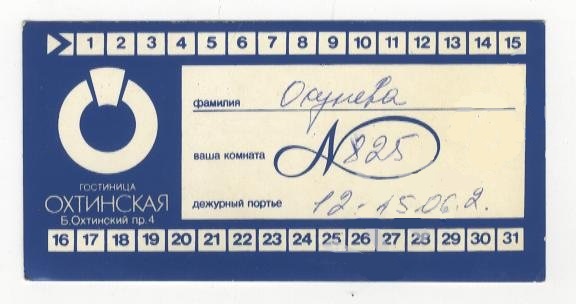 1 2 3 4 5 6 7 8 9 10 11 12 13 14 15
фамилия Окунева
ваша комната № 825
дежурный портье 12-15.06.2.
ГОСТИНИЦА
ОХТИНСКАЯ
Б.Охтинский пр.4
16 17 18 19 20 21 22 23 24 25 26 27 28 29 30 31